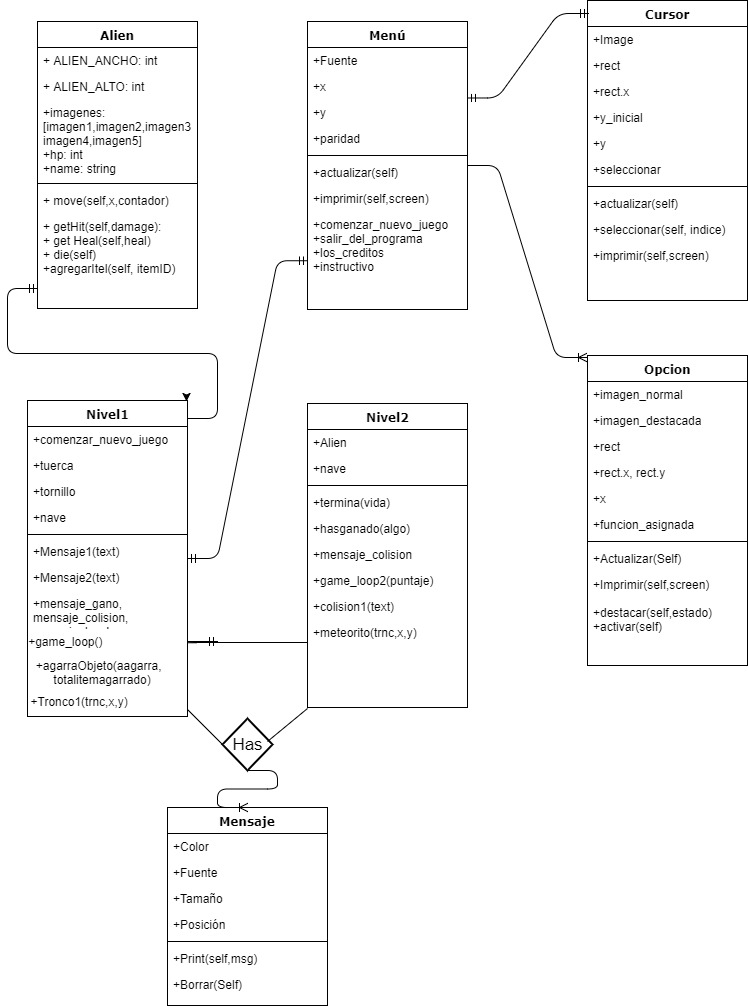 Alien
+ ALIEN_ANCHO: int
+ ALIEN_ALTO: int
+imagenes:
[imagen1,imagen2,imagen3
imagen4,imagen5]
+hp: int
+name: string
+ move(self,x,contador)
+ getHit(self,damage):
+ get Heal(self,heal)
+ die(self)
+agregarItel(self, itemID)
Menú
+Fuente
+x
+y
+paridad
+actualizar(self)
+imprimir(self,screen)
+comenzar_nuevo_juego
+salir_del_programa
+los_creditos
+instructivo
Cursor
+Image
+rect
+rect.x
+y_inicial
+y
+seleccionar
+actualizar(self)
+seleccionar(self, indice)
+imprimir(self,screen)
Nivel1
+comenzar_nuevo_juego
+tuerca
+tornillo
+nave
+Mensaje1(text)
+Mensaje2(text)
+mensaje_gano,
mensaje_colision,
+game_loop()
+agarraObjeto(aagarra,
totalitemagarrado)
+Tronco1(trnc,x,y)
Nivel2
+Alien
+nave
+termina(vida)
+hasganado(algo)
+mensaje_colision
+game_loop2(puntaje)
+colision1(text)
+meteorito(trnc,x,y)
Opcion
+imagen_normal
+imagen_destacada
+rect
+rect.x, rect.y
+x
+funcion_asignada
+Actualizar(Self)
+Imprimir(self,screen)
+destacar(self,estado)
+activar(self)
Has
Mensaje
+Color
+Fuente
+Tamaño
+Posición
+Print(self,msg)
+Borrar(Self)